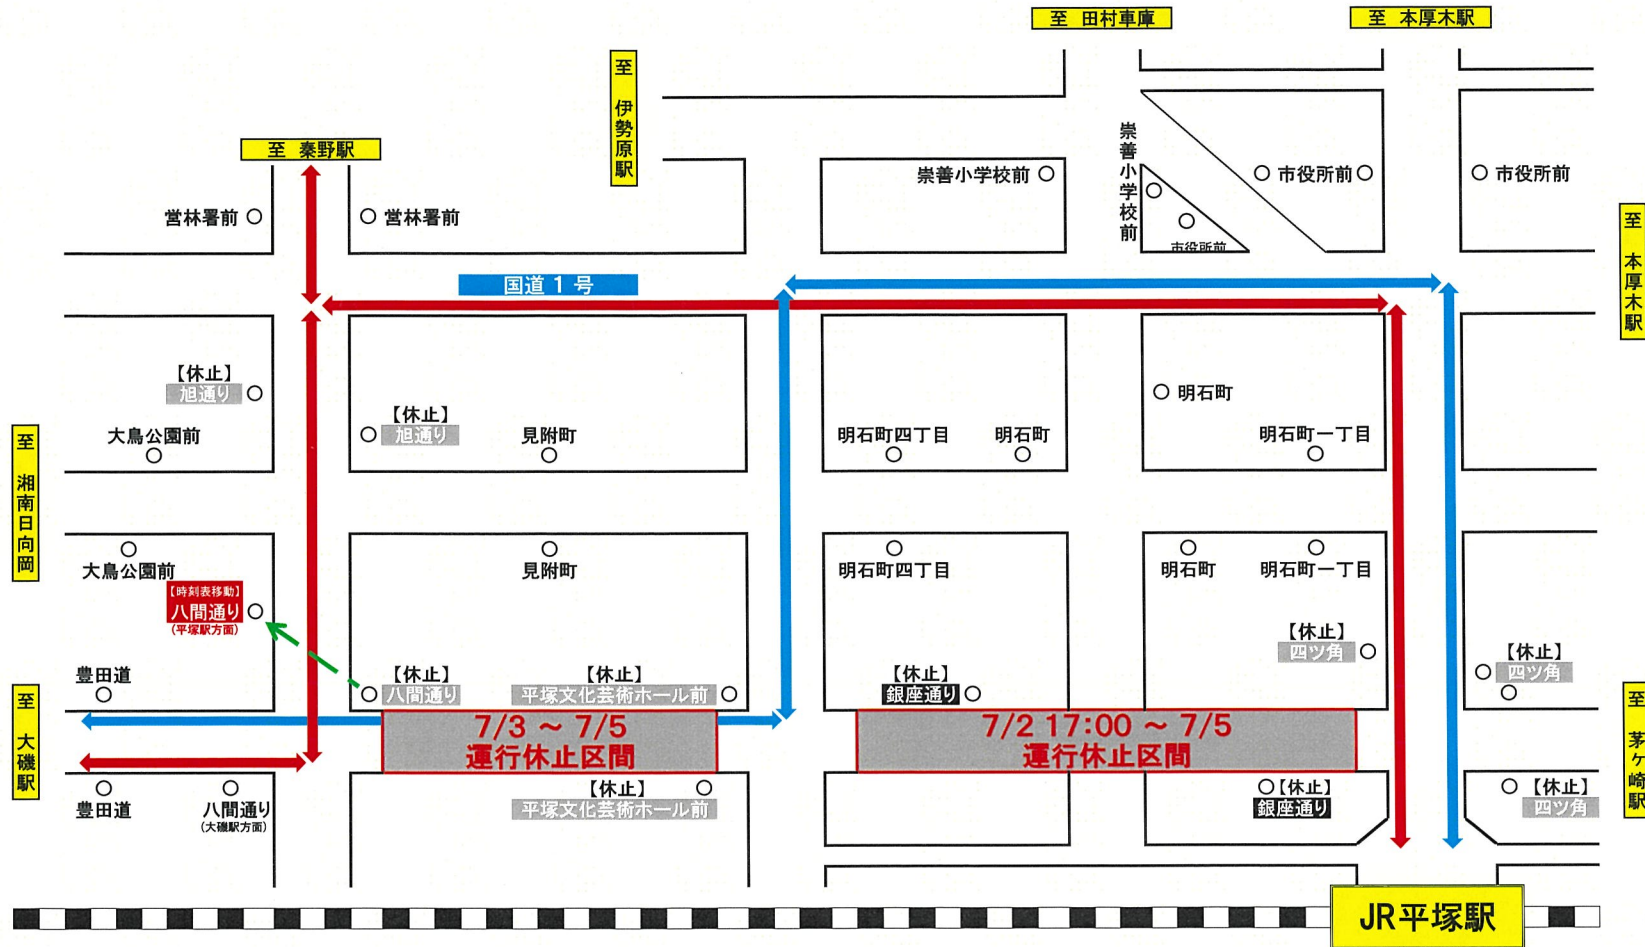 至 田村車庫
至 本厚木駅
至 伊勢原駅
至 秦野駅
崇善小学校前
崇善小学校前
市役所前
市役所前
市役所前
営林署前
営林署前
至 本厚木駅
国道1号
【休止】
旭通り
【休止】
旭通り
大鳥公園前
見附町
明石町四丁目
明石町
明石町
明石町一丁目
至 湘南日向岡
大鳥公園前
見附町
明石町四丁目
明石町
明石町一丁目
【時刻表移動】
八間通り
(平塚駅方面)
【休止】
四ツ角
【休止】
四ツ角
豊田道
【休止】
八間通り
【休止】
平塚文化芸術ホール前
【休止】
銀座通り
至 大磯駅
7/3 ~ 7/5
運行休止区間
7/2 17:00 ~ 7/5
運行休止区間
至 茅ケ崎駅
豊田道
八間通り
(大磯駅方面)
【休止】
平塚文化芸術ホール前
【休止】
銀座通り
【休止】
四ツ角
JR平塚駅